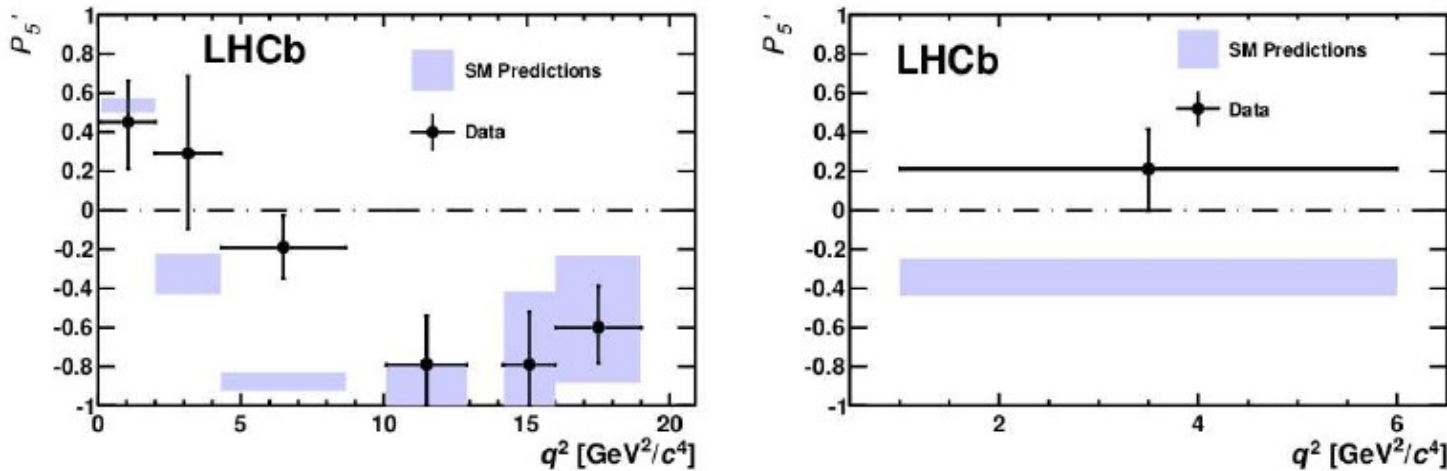 P5'
1
0.8
0.6
0.4
0.2
0
-0.2
-0.4
-0.6
-0.8
-1
LHCb
SM Predictions
Data
0 5 10 15 20
q² [GeV²/c⁴]
P5'
1
0.8
0.6
0.4
0.2
0
-0.2
-0.4
-0.6
-0.8
-1
LHCb
SM Predictions
Data
2 4 6
q² [GeV²/c⁴]